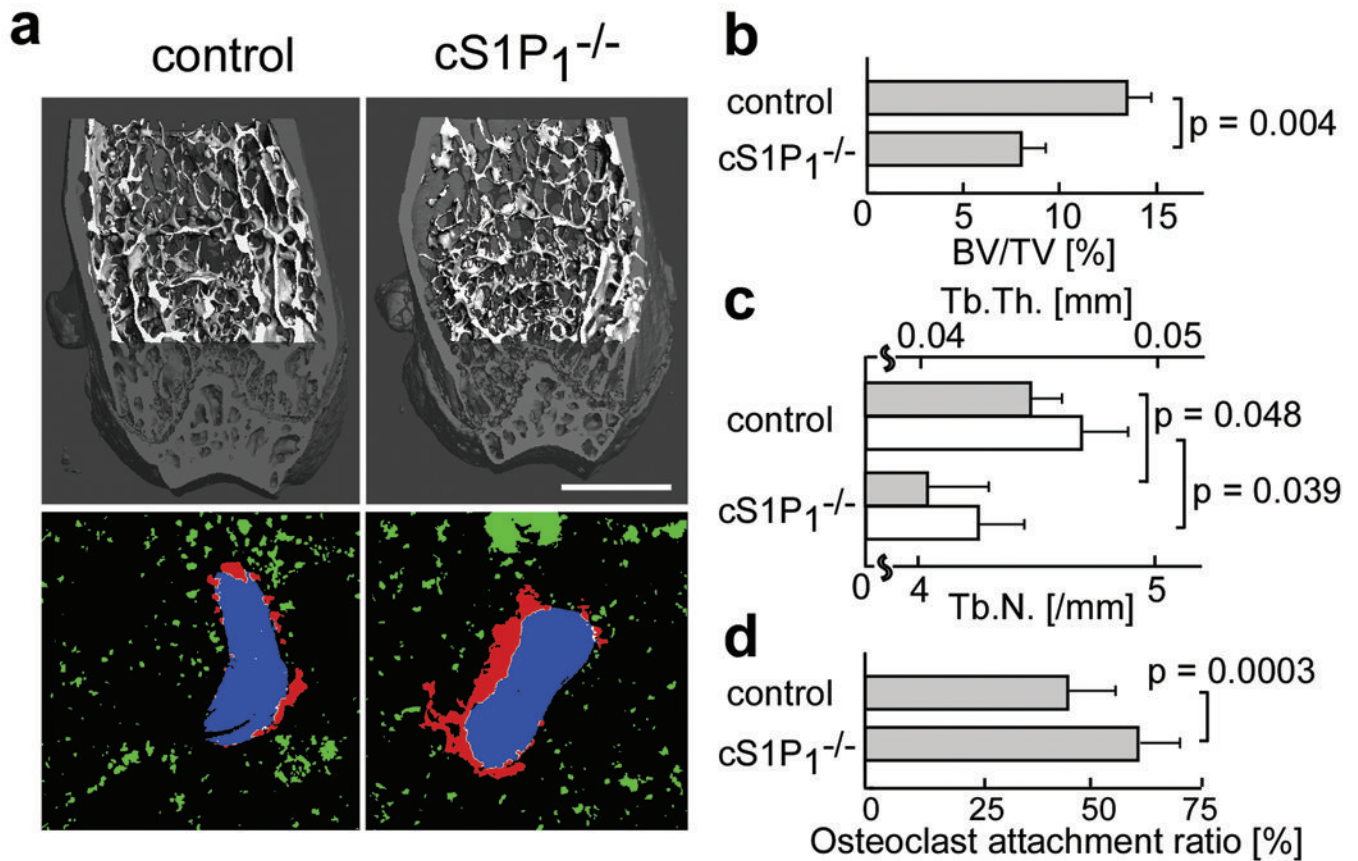 a
control
cS1P1-/-
b
control
cS1P1-/-
p = 0.004
0 5 10 15
BV/TV [%]
c
Tb.Th. [mm]
0.04 0.05
control
cS1P1-/-
p = 0.048
p = 0.039
0 4 5
Tb.N. [/mm]
d
control
cS1P1-/-
p = 0.0003
0 25 50 75
Osteoclast attachment ratio [%]